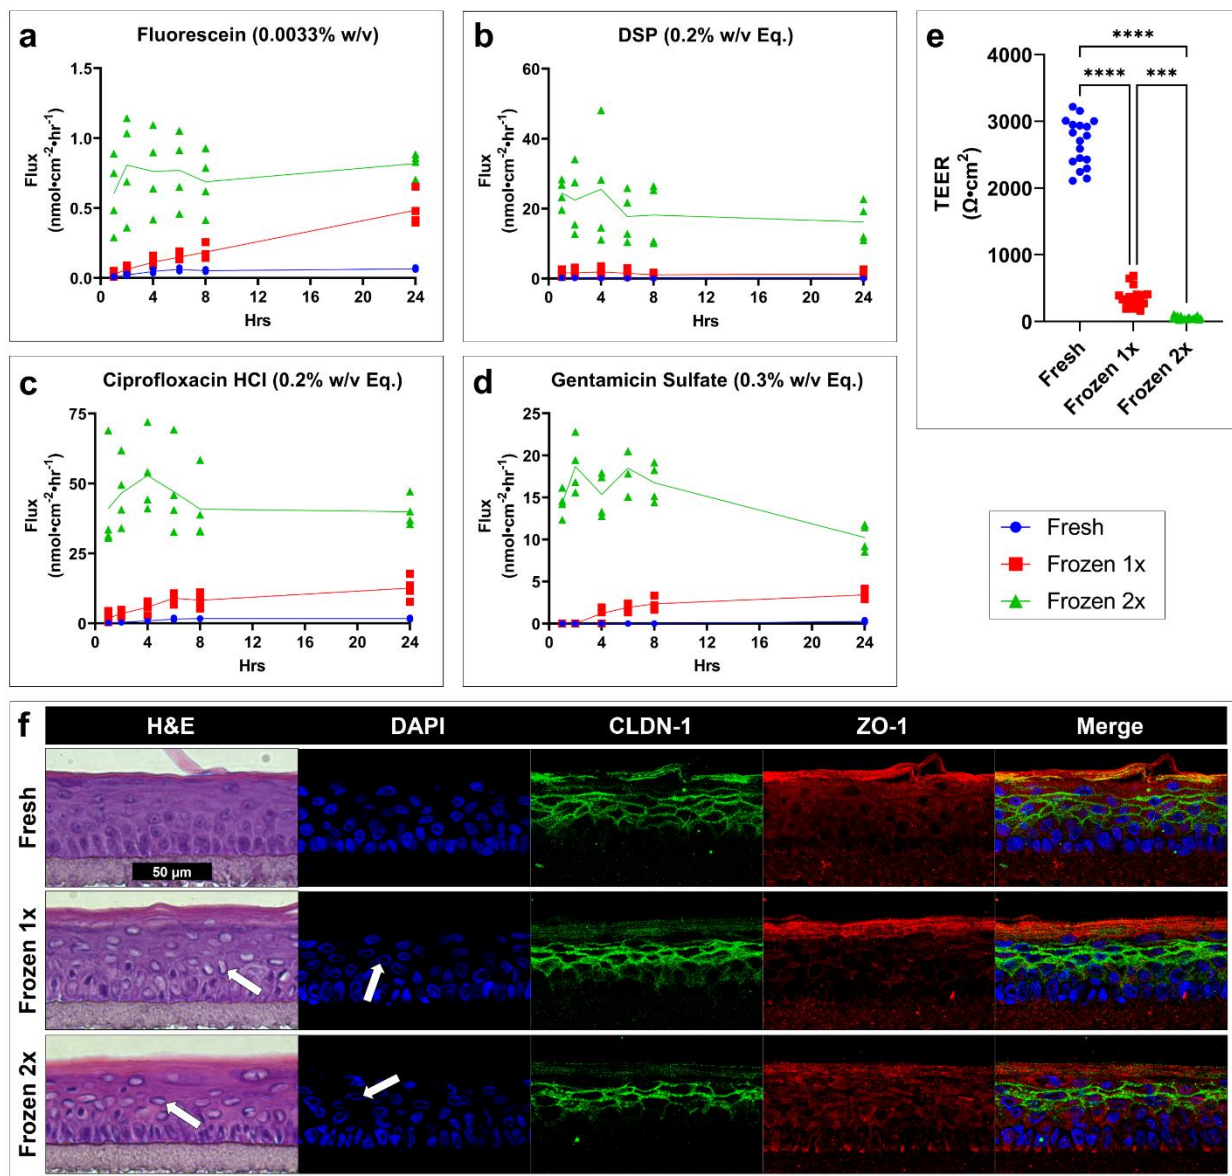 a
Fluorescein (0.0033% w/v)
1.5
1.0
0.5
0.0
Flux
(nmol•cm⁻²•hr⁻¹)
0 4 8 12 16 20 24
Hrs
b
DSP (0.2% w/v Eq.)
60
40
20
0
Flux
(nmol•cm⁻²•hr⁻¹)
0 4 8 12 16 20 24
Hrs
e
4000
3000
2000
1000
0
TEER
(Ω•cm²)
****
**** ***
Fresh
Frozen 1x
Frozen 2x
c
Ciprofloxacin HCl (0.2% w/v Eq.)
100
75
50
25
0
Flux
(nmol•cm⁻²•hr⁻¹)
0 4 8 12 16 20 24
Hrs
d
Gentamicin Sulfate (0.3% w/v Eq.)
25
20
15
10
5
0
Flux
(nmol•cm⁻²•hr⁻¹)
0 4 8 12 16 20 24
Hrs
Fresh
Frozen 1x
Frozen 2x
f
H&E DAPI CLDN-1 ZO-1 Merge
Fresh
50 µm
Frozen 1x
Frozen 2x